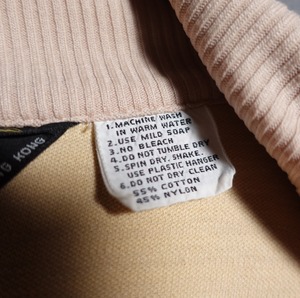 G KONG
1. MACHINE WASH
IN WARM WATER
2. USE MILD SOAP
3. NO BLEACH
4. DO NOT TUMBLE DRY
5. SPIN DRY. SHAKE.
USE PLASTIC HANGER
6. DO NOT DRY CLEAN
55% COTTON
45% NYLON